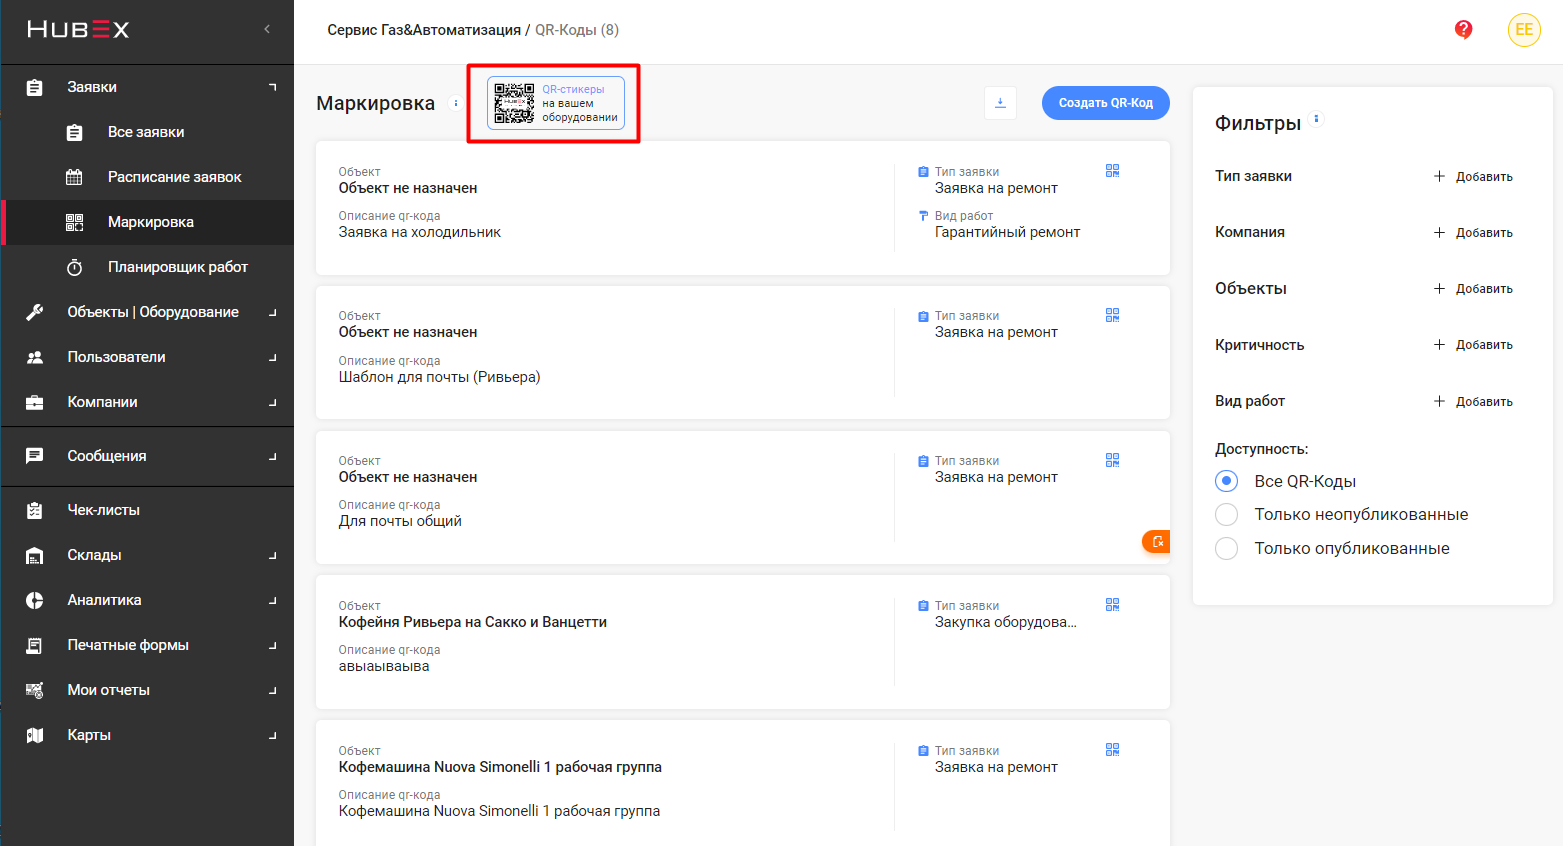 HUBEX
Заявки
Все заявки
Расписание заявок
Маркировка
Планировщик работ
Объекты | Оборудование
Пользователи
Компании
Сообщения
Чек-листы
Склады
Аналитика
Печатные формы
Мои отчеты
Карты
Сервис Газ&Автоматизация / QR-Коды (8)
EE
Маркировка
QR-стикеры
на вашем
оборудовании
Создать QR-Код
Объект
Объект не назначен
Описание qr-кода
Заявка на холодильник
Тип заявки
Заявка на ремонт
Вид работ
Гарантийный ремонт
Объект
Объект не назначен
Описание qr-кода
Шаблон для почты (Ривьера)
Тип заявки
Заявка на ремонт
Объект
Объект не назначен
Описание qr-кода
Для почты общий
Тип заявки
Заявка на ремонт
Объект
Кофейня Ривьера на Сакко и Ванцетти
Описание qr-кода
авыаываыва
Тип заявки
Закупка оборудова...
Объект
Кофемашина Nuova Simonelli 1 рабочая группа
Описание qr-кода
Кофемашина Nuova Simonelli 1 рабочая группа
Тип заявки
Заявка на ремонт
Фильтры
Тип заявки + Добавить
Компания + Добавить
Объекты + Добавить
Критичность + Добавить
Вид работ + Добавить
Доступность:
Все QR-Коды
Только неопубликованные
Только опубликованные